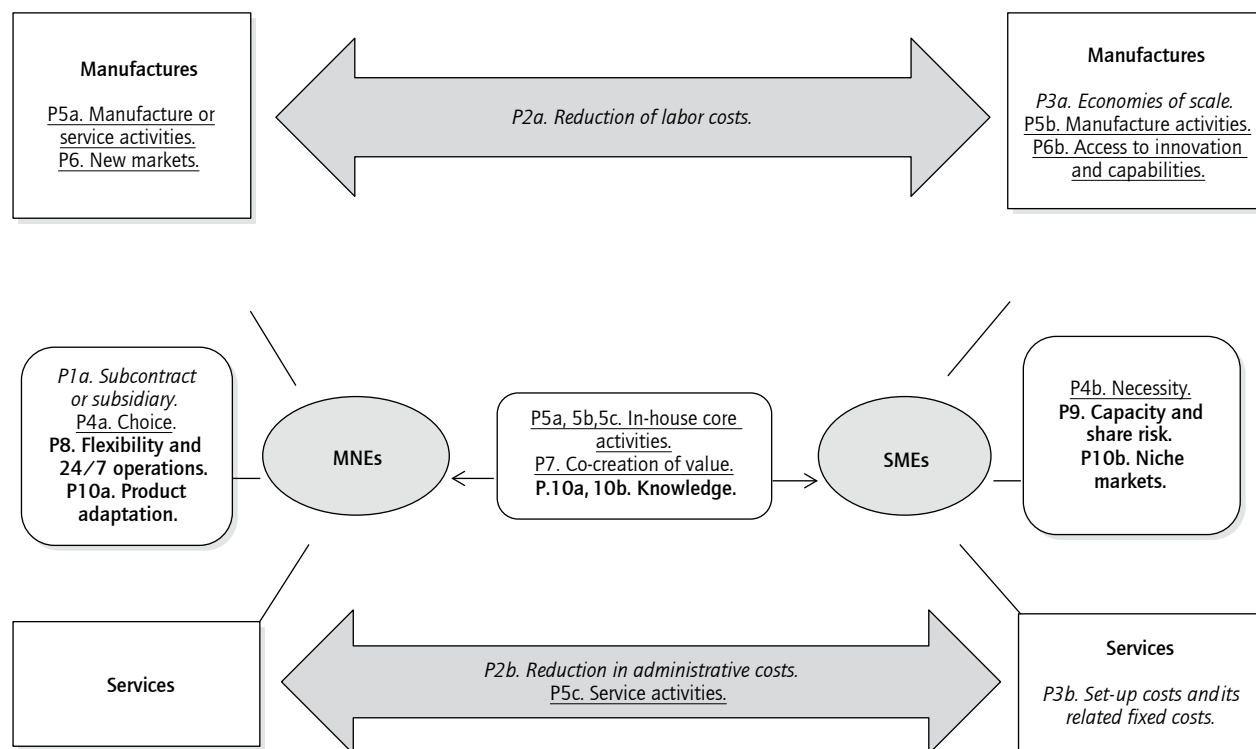 Manufactures
P5a. Manufacture or
service activities.
P6. New markets.
P2a. Reduction of labor costs.
Manufactures
P3a. Economies of scale.
P5b. Manufacture activities.
P6b. Access to innovation
and capabilities.
P1a. Subcontract
or subsidiary.
P4a. Choice.
P8. Flexibility and
24/7 operations.
P10a. Product
adaptation.
MNEs
P5a, 5b,5c. In-house core
activities.
P7. Co-creation of value.
P.10a, 10b. Knowledge.
SMEs
P4b. Necessity.
P9. Capacity and
share risk.
P10b. Niche
markets.
Services
P2b. Reduction in administrative costs.
P5c. Service activities.
Services
P3b. Set-up costs andits
related fixed costs.